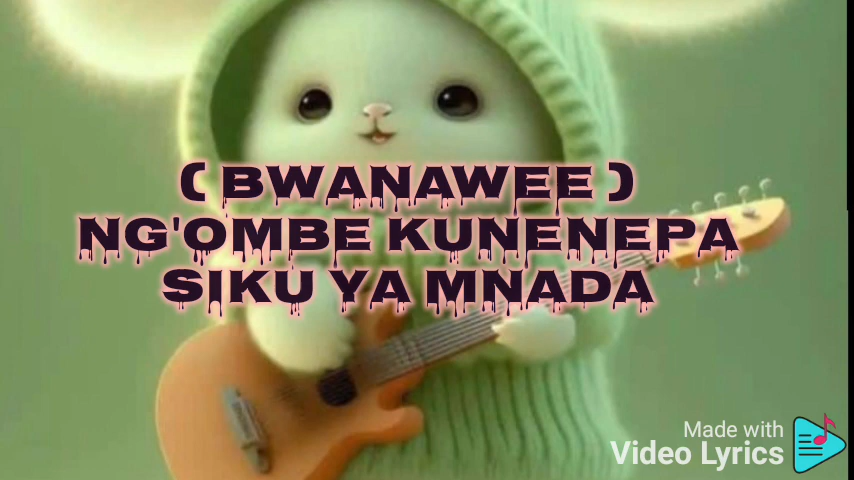 ( BWANAWEE )
NG'OMBE KUNENEPA
SIKU YA MNADA
Made with
Video Lyrics